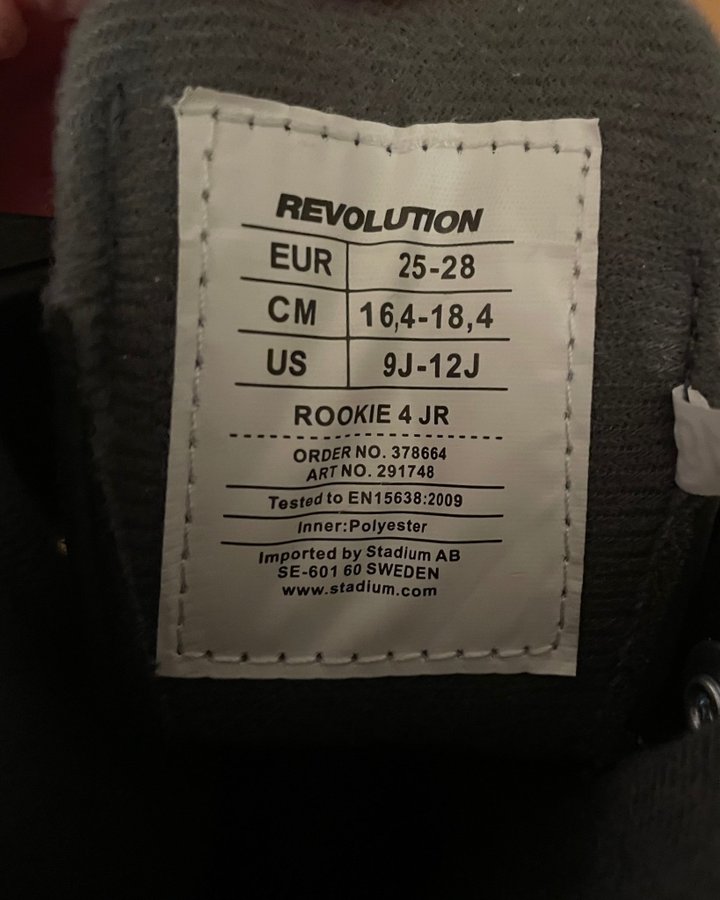 REVOLUTION
EUR 25-28
CM 16,4-18,4
US 9J-12J
ROOKIE 4 JR
ORDER NO. 378664
ART NO. 291748
Tested to EN15638:2009
Inner:Polyester
Imported by Stadium AB
SE-601 60 SWEDEN
www.stadium.com